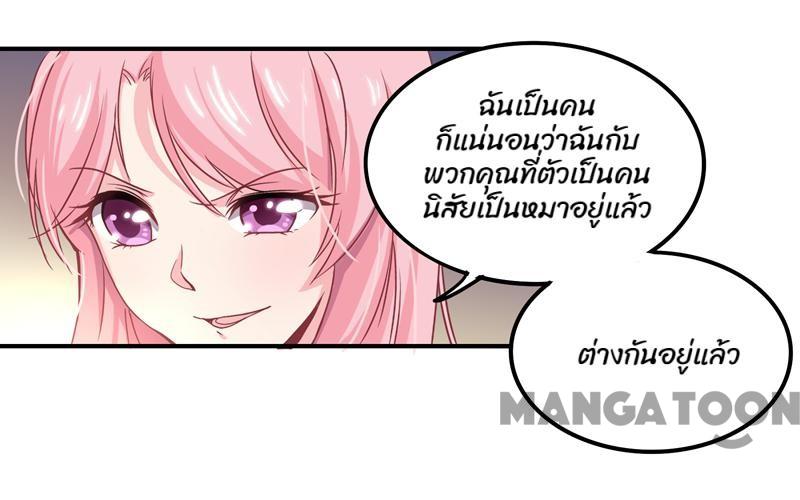 ฉันเป็นคน
ก็แน่นอนว่าฉันกับ
พวกคุณที่ตัวเป็นคน
นิสัยเป็นหมาอยู่แล้ว
ต่างกันอยู่แล้ว
MANGATOON